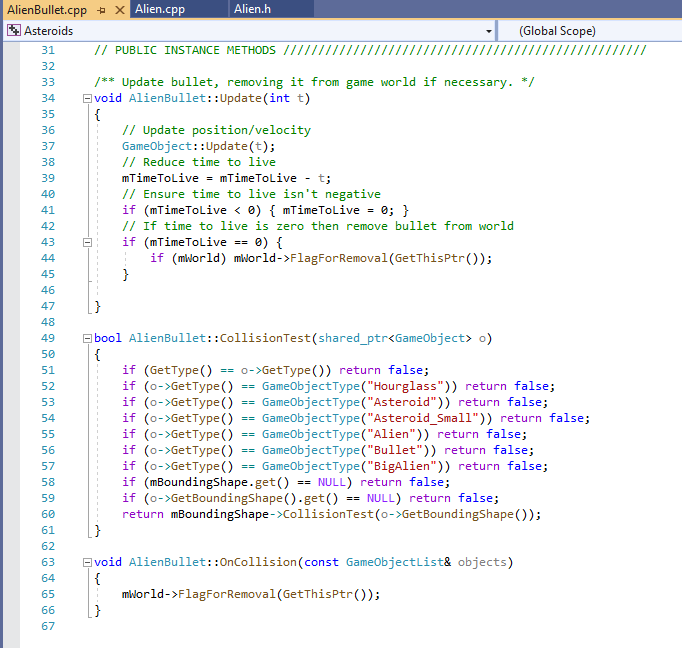 AlienBullet.cpp Alien.cpp Alien.h
Asteroids (Global Scope)
31 // PUBLIC INSTANCE METHODS ////////////////////////////////////////////////////
32
33 /** Update bullet, removing it from game world if necessary. */
34 void AlienBullet::Update(int t)
35 {
36 // Update position/velocity
37 GameObject::Update(t);
38 // Reduce time to live
39 mTimeToLive = mTimeToLive - t;
40 // Ensure time to live isn't negative
41 if (mTimeToLive < 0) { mTimeToLive = 0; }
42 // If time to live is zero then remove bullet from world
43 if (mTimeToLive == 0) {
44 if (mWorld) mWorld->FlagForRemoval(GetThisPtr());
45 }
46
47 }
48
49 bool AlienBullet::CollisionTest(shared_ptr<GameObject> o)
50 {
51 if (GetType() == o->GetType()) return false;
52 if (o->GetType() == GameObjectType("Hourglass")) return false;
53 if (o->GetType() == GameObjectType("Asteroid")) return false;
54 if (o->GetType() == GameObjectType("Asteroid_Small")) return false;
55 if (o->GetType() == GameObjectType("Alien")) return false;
56 if (o->GetType() == GameObjectType("Bullet")) return false;
57 if (o->GetType() == GameObjectType("BigAlien")) return false;
58 if (mBoundingShape.get() == NULL) return false;
59 if (o->GetBoundingShape().get() == NULL) return false;
60 return mBoundingShape->CollisionTest(o->GetBoundingShape());
61 }
62
63 void AlienBullet::OnCollision(const GameObjectList& objects)
64 {
65 mWorld->FlagForRemoval(GetThisPtr());
66 }
67